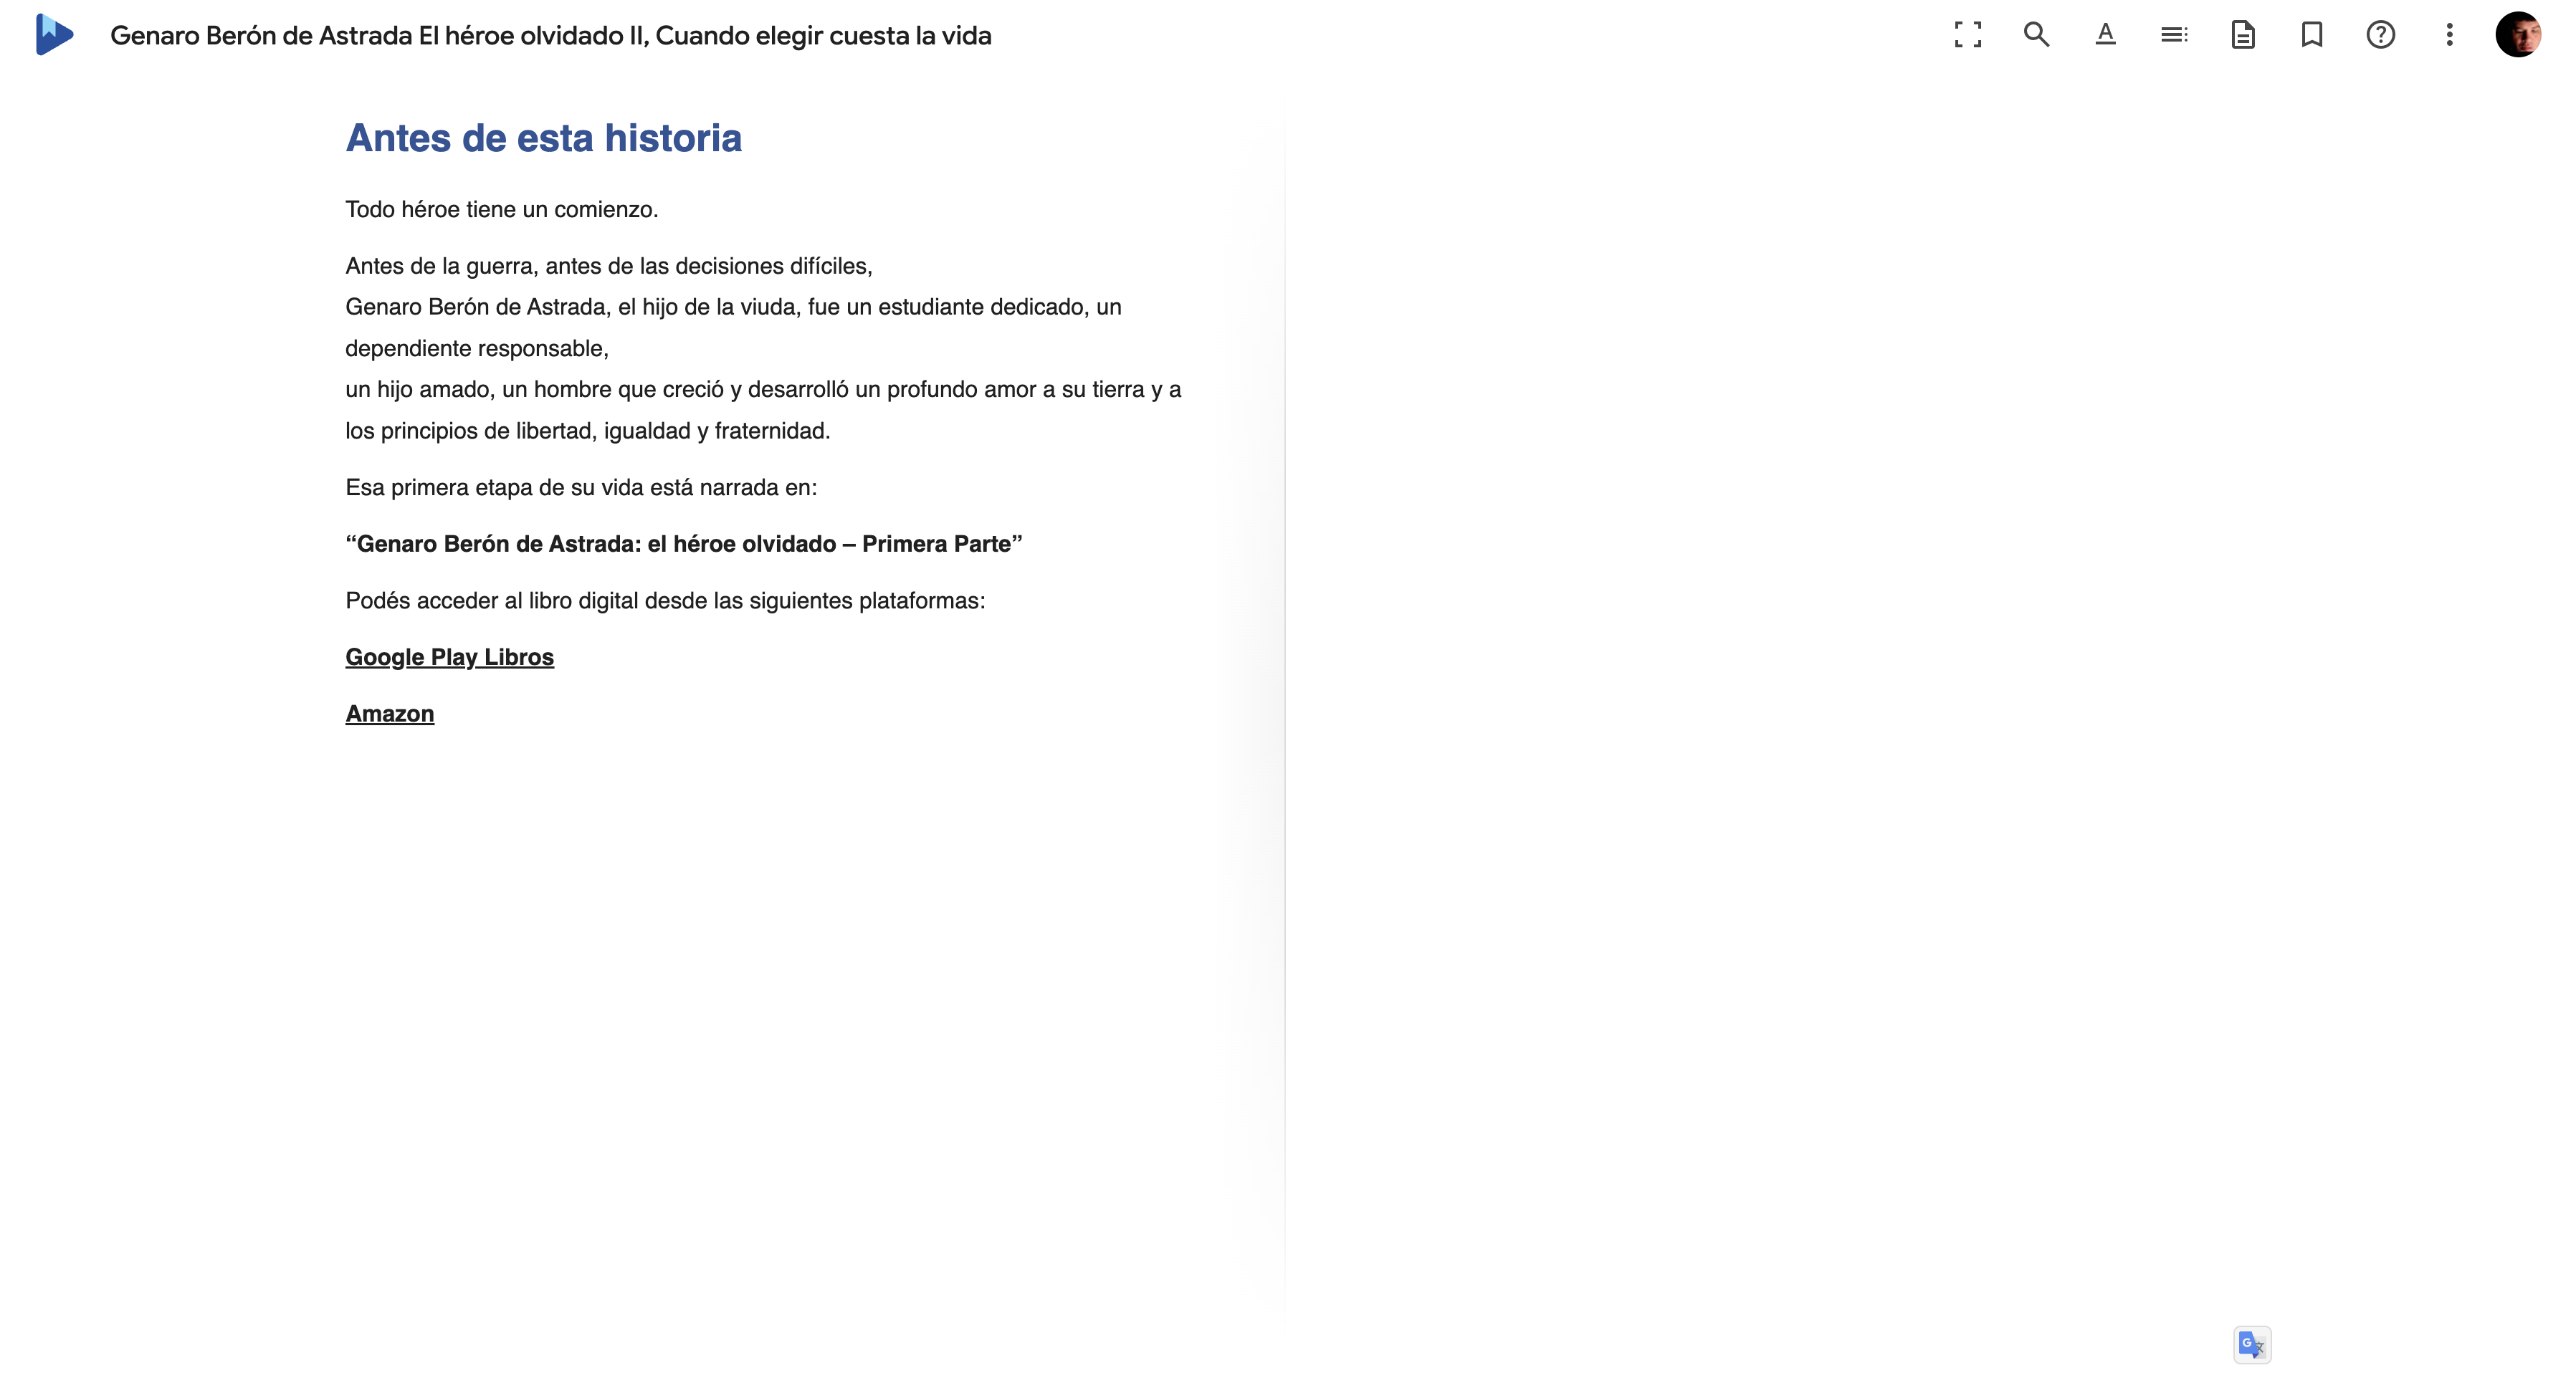 Genaro Berón de Astrada El héroe olvidado II, Cuando elegir cuesta la vida
Antes de esta historia
Todo héroe tiene un comienzo.
Antes de la guerra, antes de las decisiones difíciles,
Genaro Berón de Astrada, el hijo de la viuda, fue un estudiante dedicado, un
dependiente responsable,
un hijo amado, un hombre que creció y desarrolló un profundo amor a su tierra y a
los principios de libertad, igualdad y fraternidad.
Esa primera etapa de su vida está narrada en:
“Genaro Berón de Astrada: el héroe olvidado – Primera Parte”
Podés acceder al libro digital desde las siguientes plataformas:
Google Play Libros
Amazon